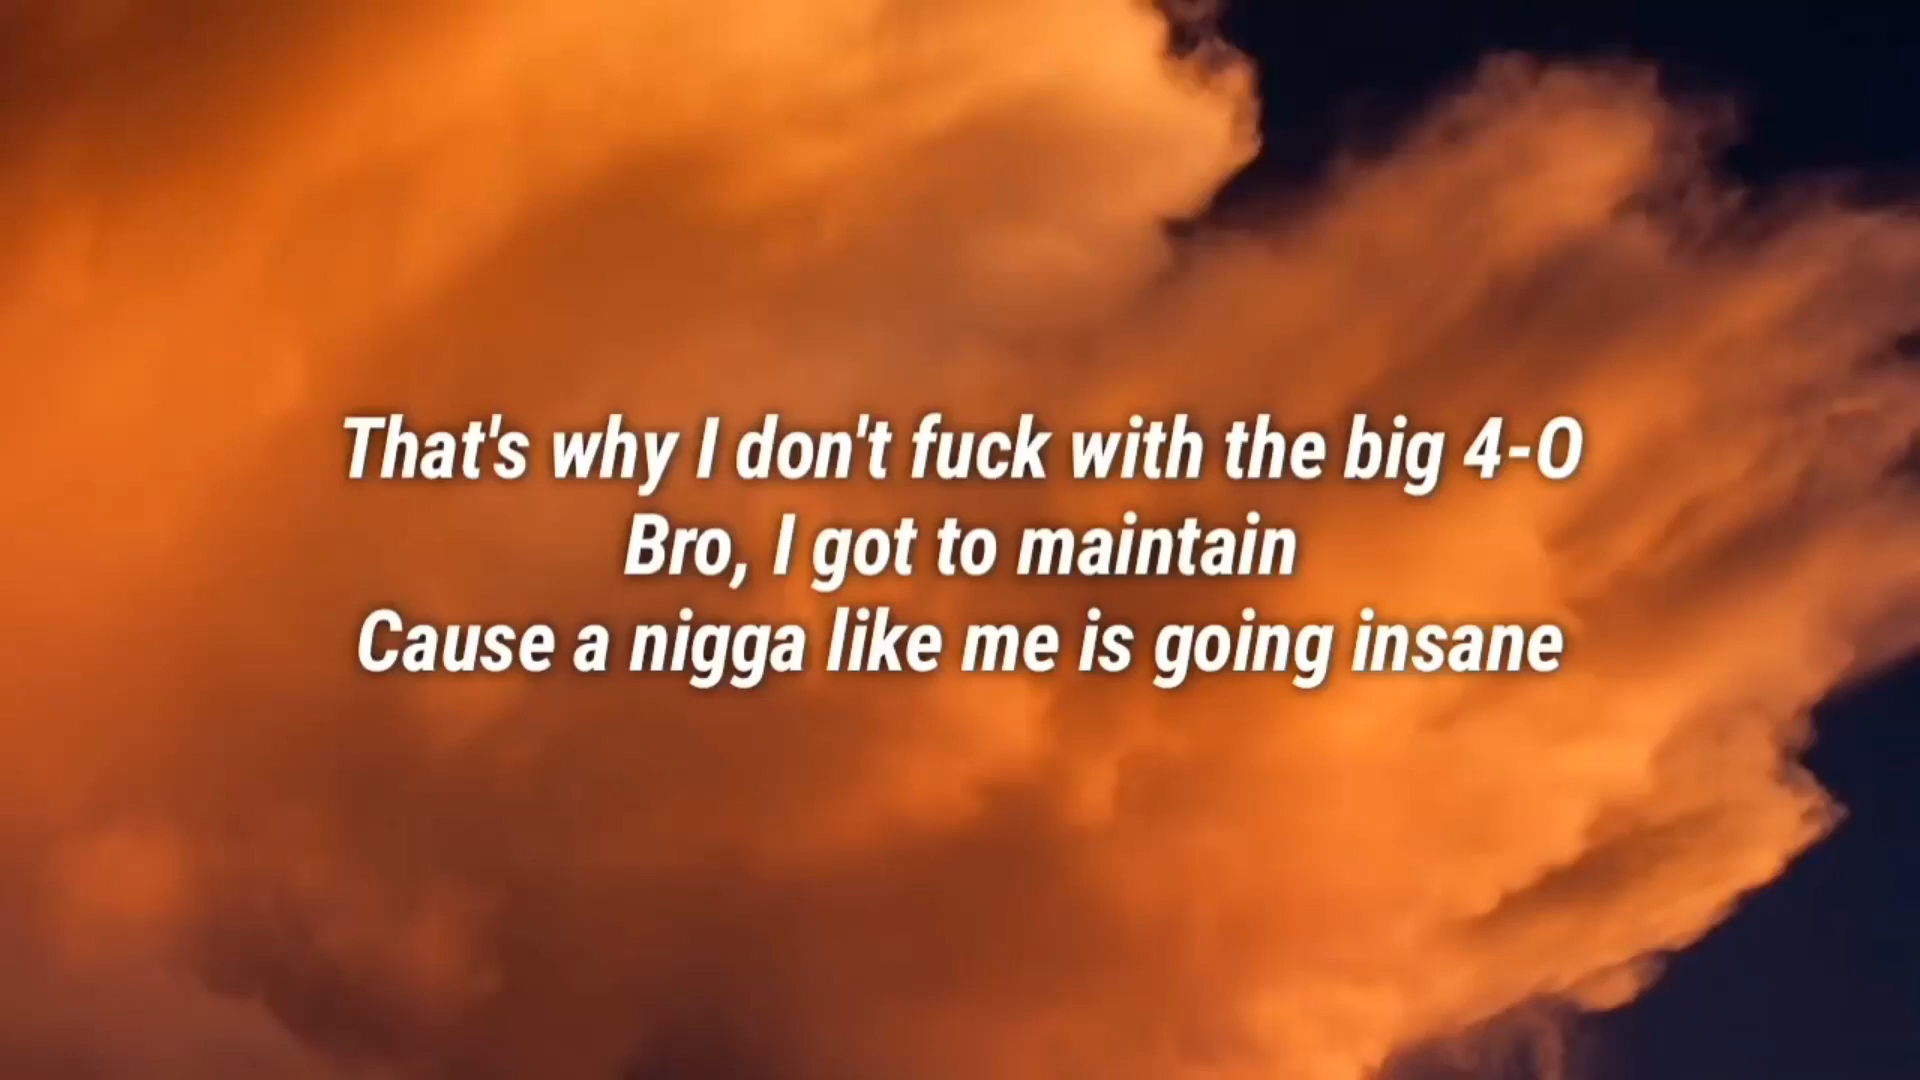 That's why I don't fuck with the big 4-O
Bro, I got to maintain
Cause a nigga like me is going insane